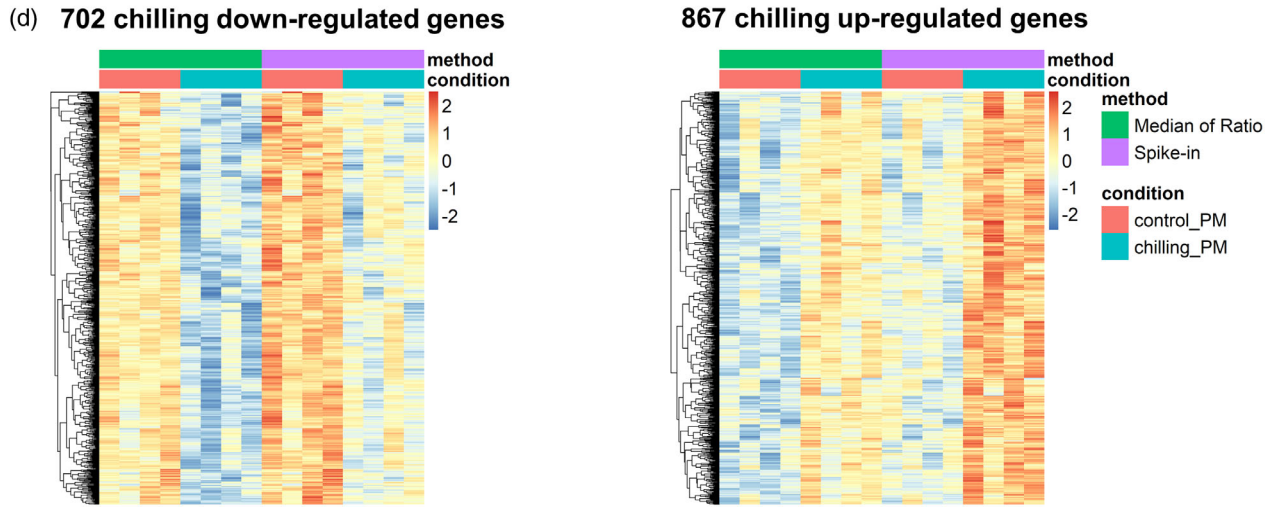 (d) 702 chilling down-regulated genes
867 chilling up-regulated genes
method
condition
2
1
0
-1
-2
method
condition
2
1
0
-1
-2
method
Median of Ratio
Spike-in
condition
control_PM
chilling_PM